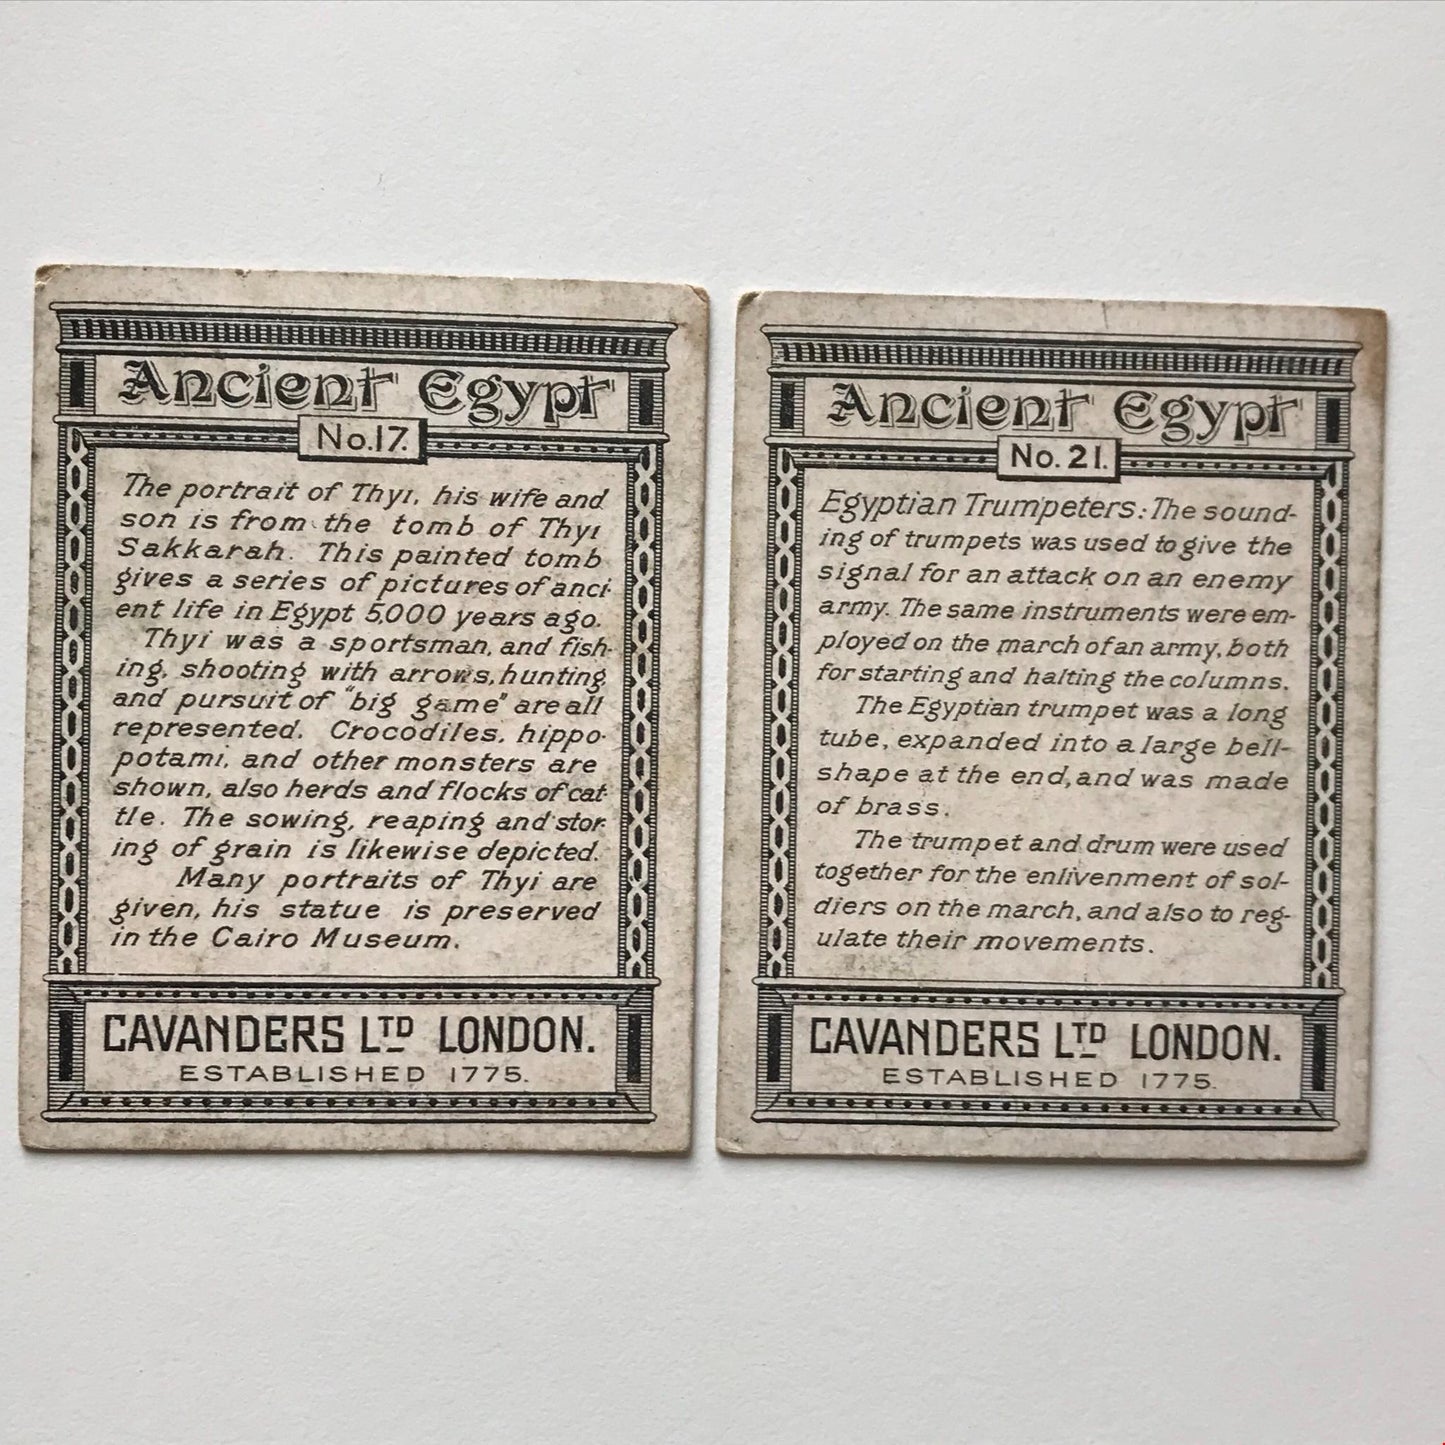 Ancient Egypt
No.17.
The portrait of Thyi, his wife and
son is from the tomb of Thyi
Sakkarah. This painted tomb
gives a series of pictures of anci-
ent life in Egypt 5,000 years ago.
Thyi was a sportsman, and fish-
ing, shooting with arrows, hunting
and pursuit of "big game" are all
represented. Crocodiles, hippo-
potami, and other monsters are
shown, also herds and flocks of cat-
tle. The sowing, reaping and stor-
ing of grain is likewise depicted.
Many portraits of Thyi are
given, his statue is preserved
in the Cairo Museum.
CAVANDERS LTD LONDON.
ESTABLISHED 1775.
Ancient Egypt
No. 21.
Egyptian Trumpeters: The sound-
ing of trumpets was used to give the
signal for an attack on an enemy
army. The same instruments were em-
ployed on the march of an army, both
for starting and halting the columns.
The Egyptian trumpet was a long
tube, expanded into a large bell-
shape at the end, and was made
of brass.
The trumpet and drum were used
together for the enlivenment of sol-
diers on the march, and also to reg-
ulate their movements.
CAVANDERS LTD LONDON.
ESTABLISHED 1775.